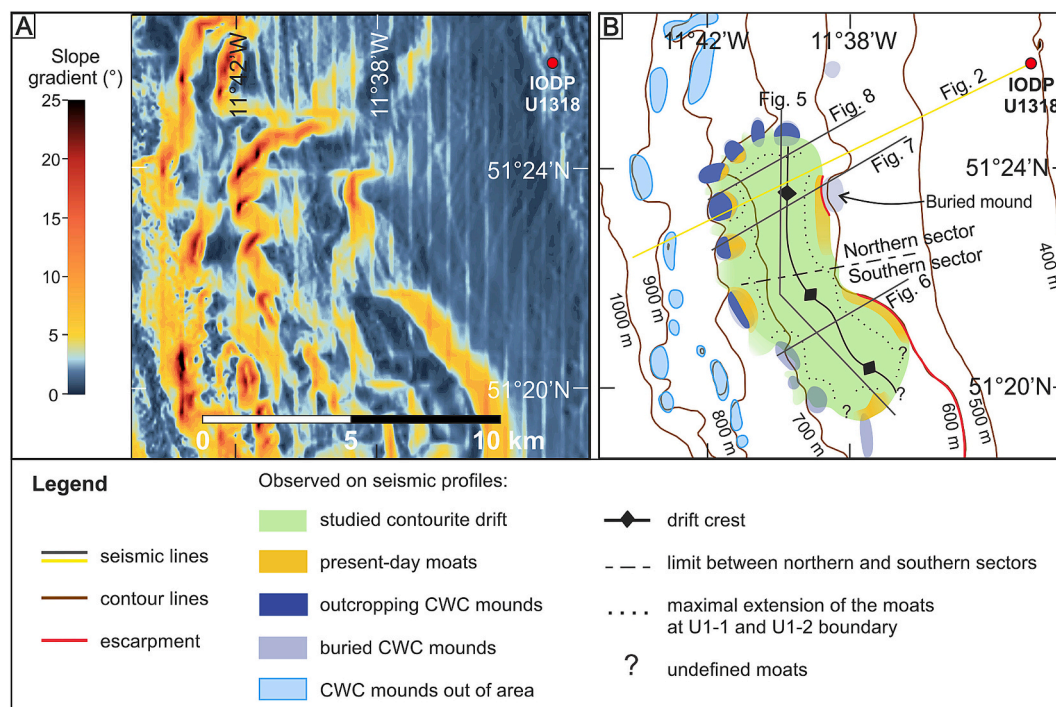 A
Slope
gradient (°)
25
20
15
10
5
0
11°42’W
11°38’W
IODP
U1318
51°24’N
51°20’N
0
5
10 km
B
11°42’W
11°38’W
IODP
U1318
Fig. 5
Fig. 8
Fig. 2
Fig. 7
51°24’N
Buried mound
Northern sector
Southern sector
Fig. 6
51°20’N
1000 m
900 m
800 m
700 m
600 m
500 m
400 m
?
?
?
Legend
seismic lines
contour lines
escarpment
Observed on seismic profiles:
studied contourite drift
present-day moats
outcropping CWC mounds
buried CWC mounds
CWC mounds out of area
drift crest
limit between northern and southern sectors
maximal extension of the moats
at U1-1 and U1-2 boundary
? undefined moats